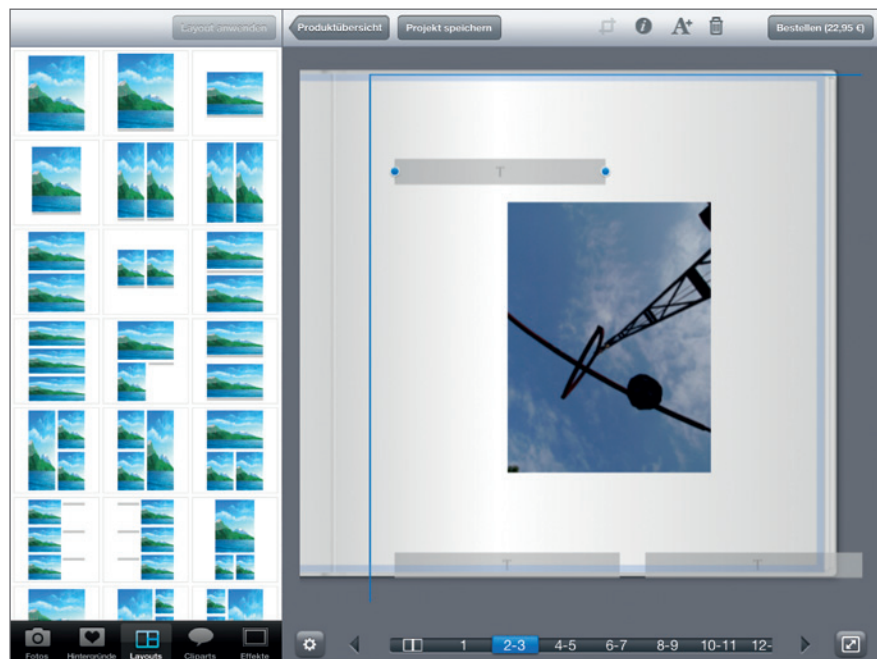 Layout anwenden
Produktübersicht
Projekt speichern
A+
Bestellen (22,95 €)
T
T
T
1 2-3 4-5 6-7 8-9 10-11 12-
Fotos Hintergründe Layouts Cliparts Effekte